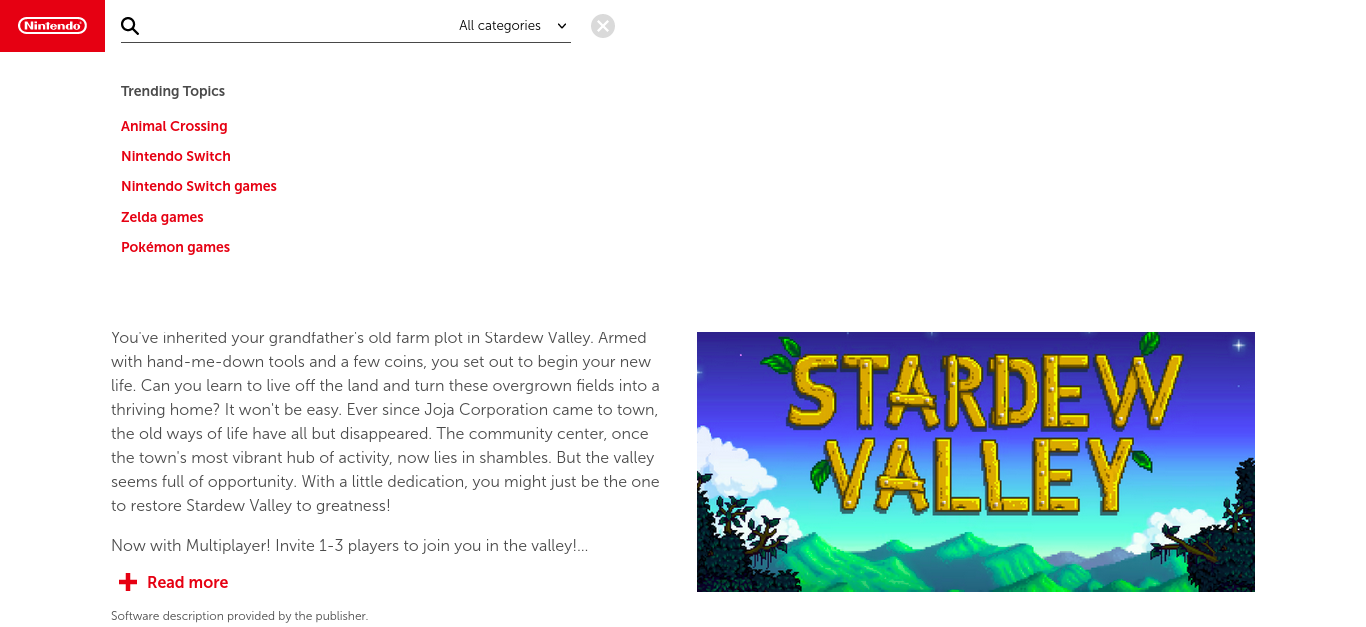 Nintendo
All categories
Trending Topics
Animal Crossing
Nintendo Switch
Nintendo Switch games
Zelda games
Pokémon games
You've inherited your grandfather's old farm plot in Stardew Valley. Armed
with hand-me-down tools and a few coins, you set out to begin your new
life. Can you learn to live off the land and turn these overgrown fields into a
thriving home? It won't be easy. Ever since Joja Corporation came to town,
the old ways of life have all but disappeared. The community center, once
the town's most vibrant hub of activity, now lies in shambles. But the valley
seems full of opportunity. With a little dedication, you might just be the one
to restore Stardew Valley to greatness!
Now with Multiplayer! Invite 1-3 players to join you in the valley!...
Read more
Software description provided by the publisher.
STARDEW
VALLEY